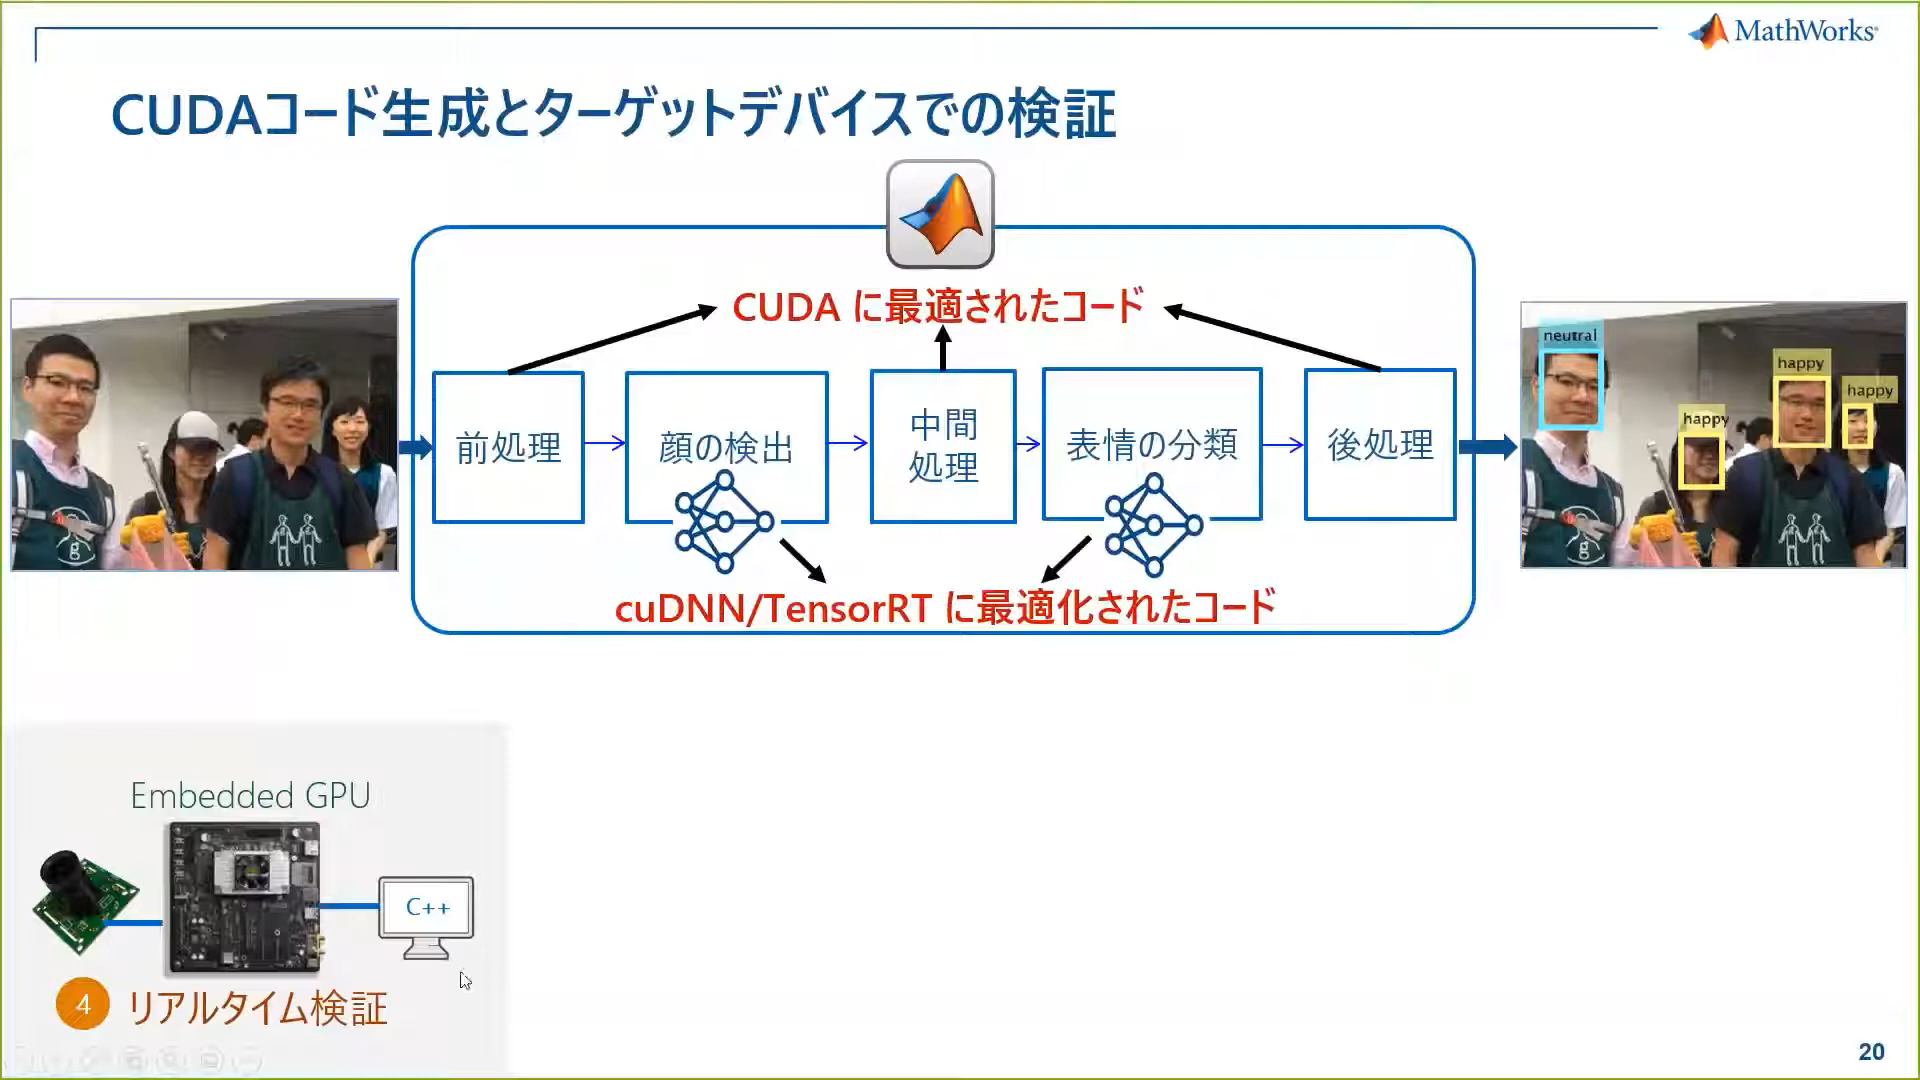 MathWorks
CUDAコード生成とターゲットデバイスでの検証
CUDA に最適されたコード
前処理
顔の検出
中間
処理
表情の分類
後処理
cuDNN/TensorRT に最適化されたコード
neutral
happy
happy
happy
Embedded GPU
C++
4 リアルタイム検証
20